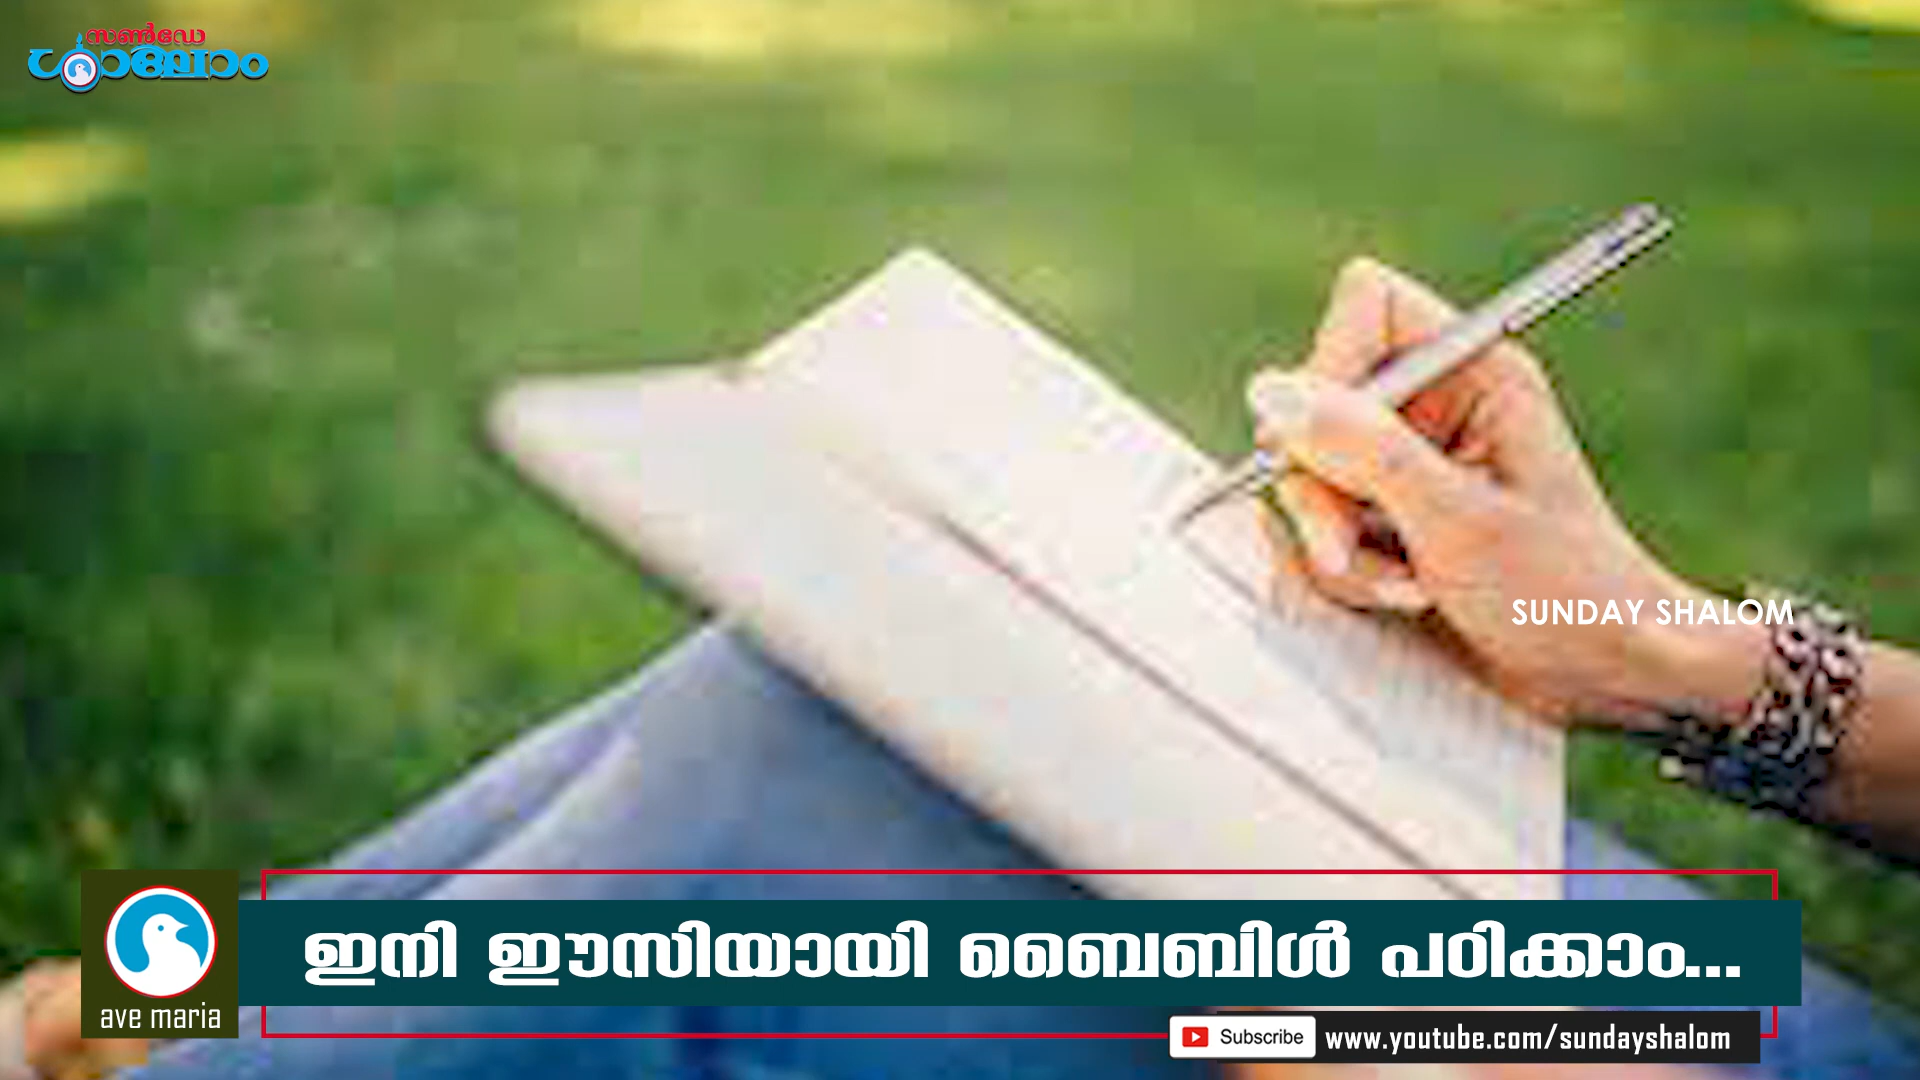 സൺഡേ
ശാലോം
SUNDAY SHALOM
ഇനി ഈസിയായി ബൈബിൾ പഠിക്കാം...
ave maria
Subscribe www.youtube.com/sundayshalom